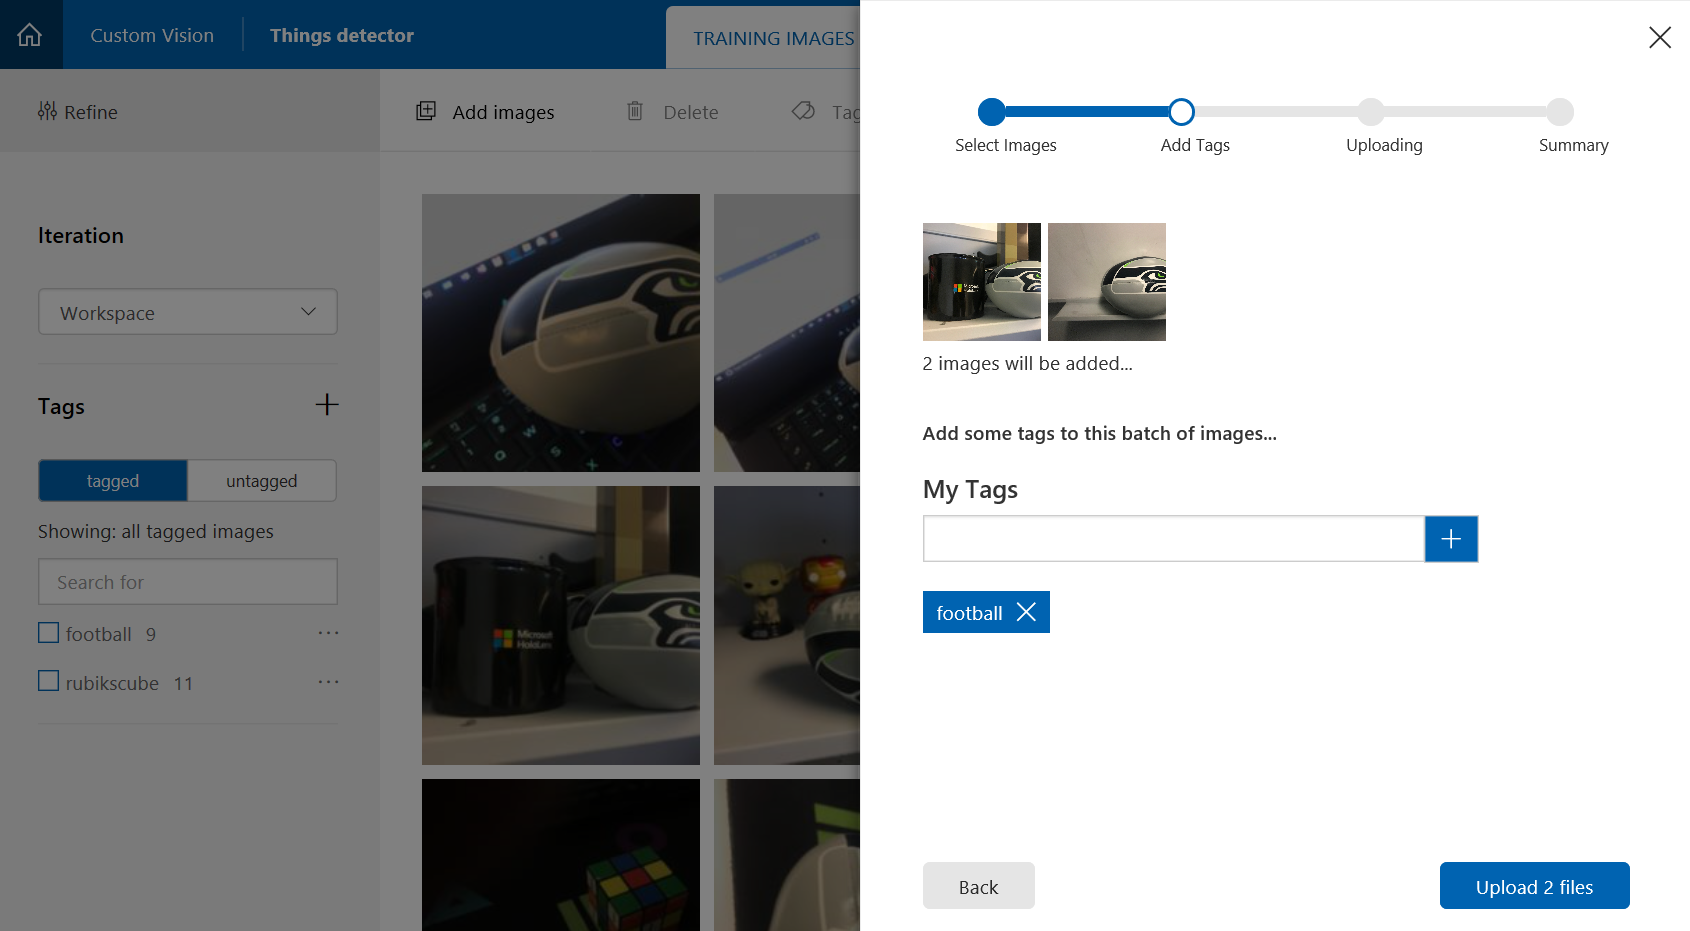 Custom Vision
Things detector
TRAINING IMAGES
Refine
Add images
Delete
Tag
Iteration
Workspace
Tags
tagged
untagged
Showing: all tagged images
Search for
football 9
rubikscube 11
Microsoft
HoloLens
Select Images
Add Tags
Uploading
Summary
2 images will be added...
Add some tags to this batch of images...
My Tags
football
Back
Upload 2 files